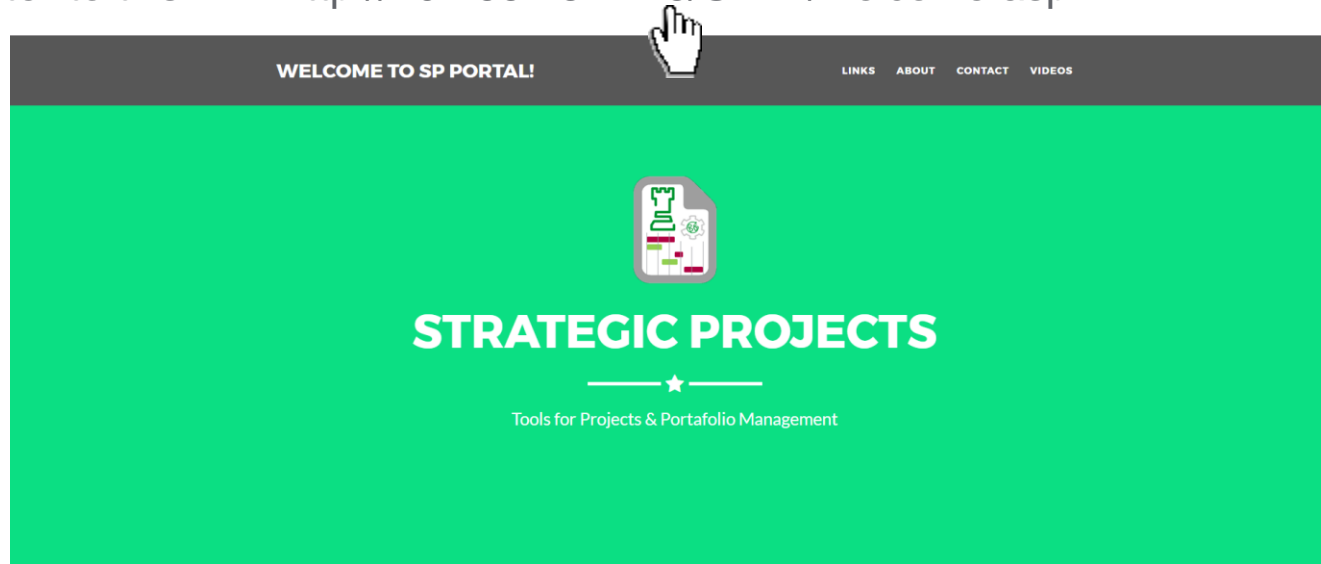 WELCOME TO SP PORTAL!
LINKS ABOUT CONTACT VIDEOS
STRATEGIC PROJECTS
Tools for Projects & Portafolio Management